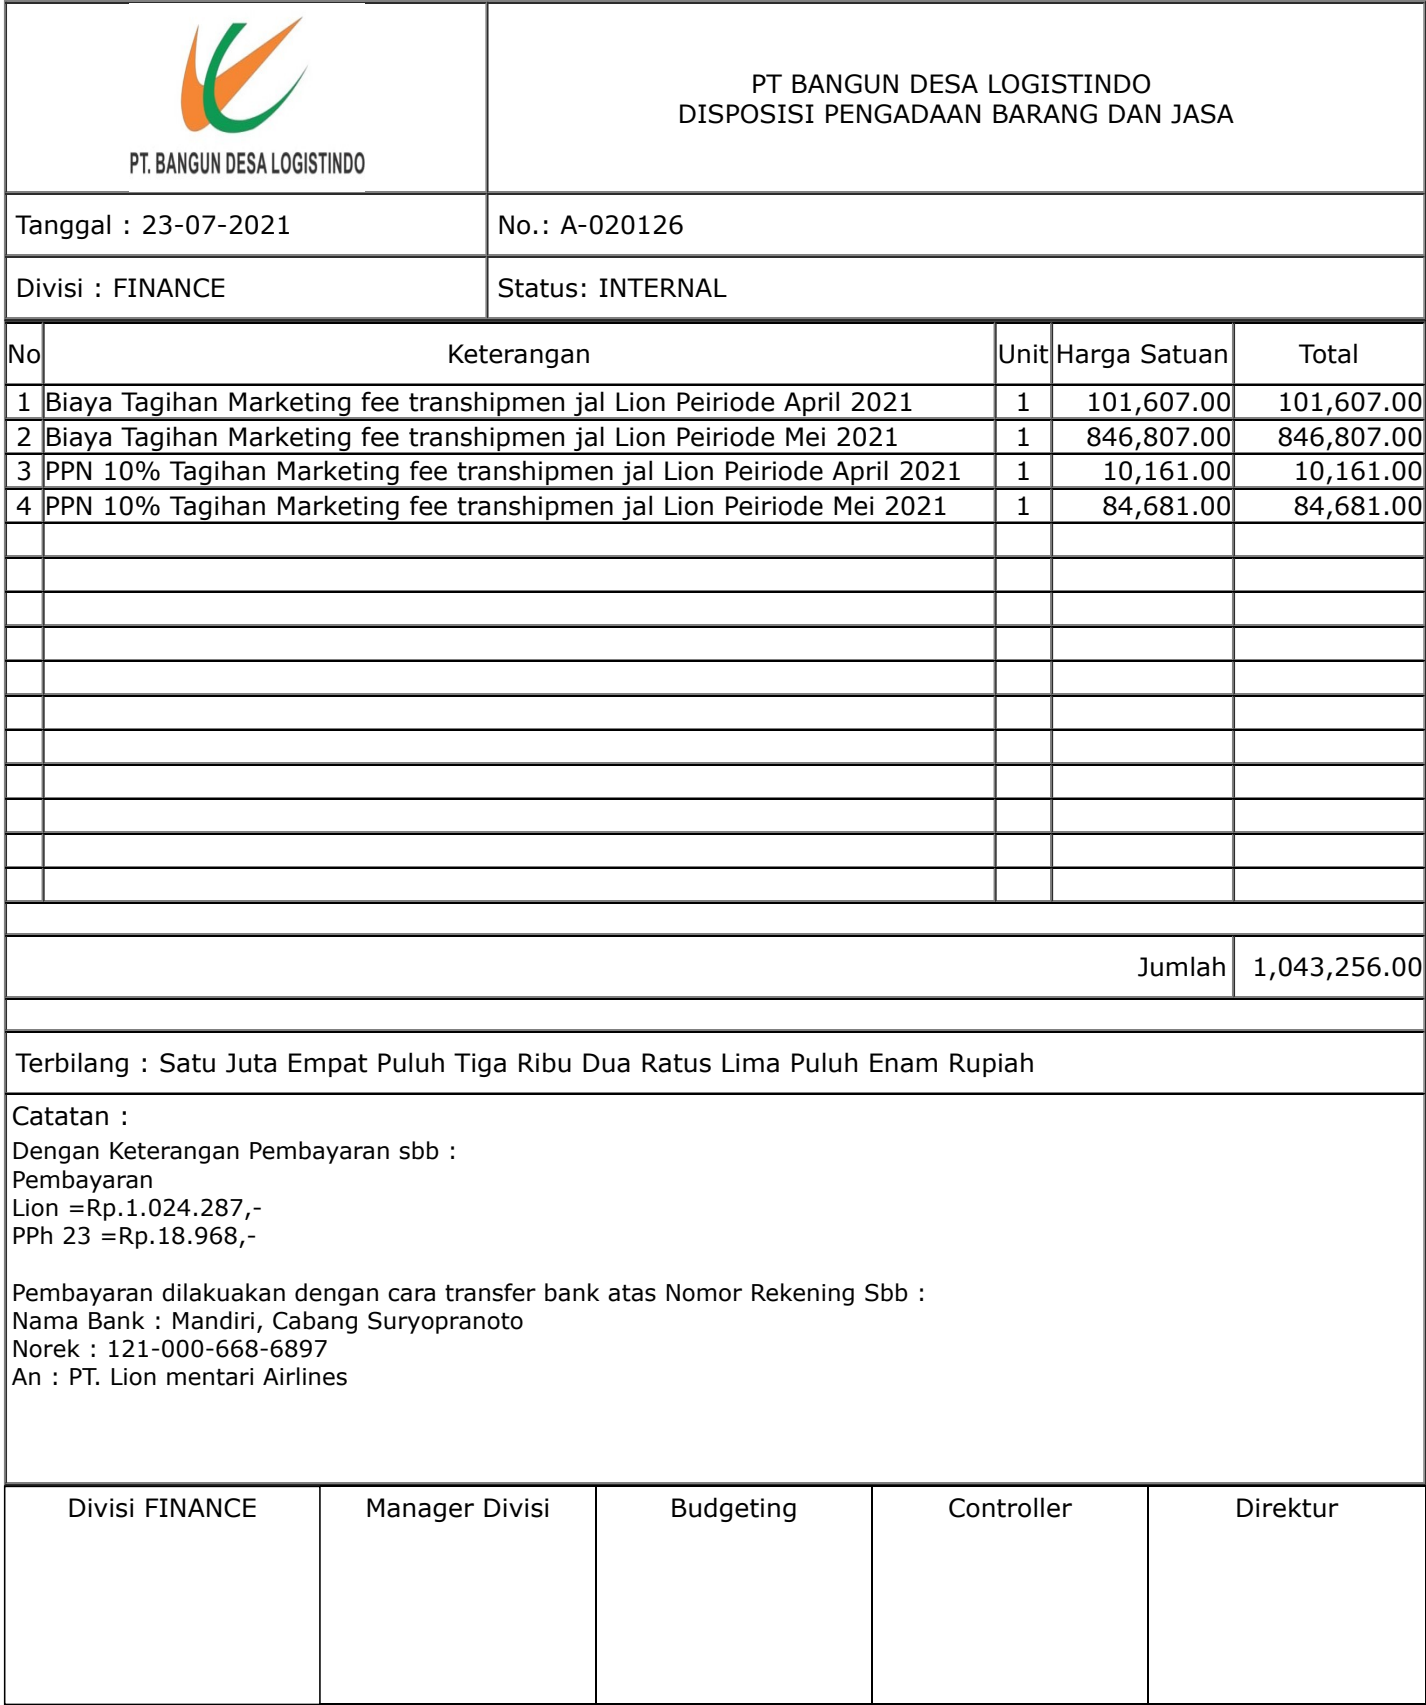 PT. BANGUN DESA LOGISTINDO
PT BANGUN DESA LOGISTINDO
DISPOSISI PENGADAAN BARANG DAN JASA
Tanggal : 23-07-2021 No.: A-020126
Divisi : FINANCE Status: INTERNAL
No Keterangan Unit Harga Satuan Total
1 Biaya Tagihan Marketing fee transhipmen jal Lion Peiriode April 2021 1 101,607.00 101,607.00
2 Biaya Tagihan Marketing fee transhipmen jal Lion Peiriode Mei 2021 1 846,807.00 846,807.00
3 PPN 10% Tagihan Marketing fee transhipmen jal Lion Peiriode April 2021 1 10,161.00 10,161.00
4 PPN 10% Tagihan Marketing fee transhipmen jal Lion Peiriode Mei 2021 1 84,681.00 84,681.00
Jumlah 1,043,256.00
Terbilang : Satu Juta Empat Puluh Tiga Ribu Dua Ratus Lima Puluh Enam Rupiah
Catatan :
Dengan Keterangan Pembayaran sbb :
Pembayaran
Lion =Rp.1.024.287,-
PPh 23 =Rp.18.968,-
Pembayaran dilakuakan dengan cara transfer bank atas Nomor Rekening Sbb :
Nama Bank : Mandiri, Cabang Suryopranoto
Norek : 121-000-668-6897
An : PT. Lion mentari Airlines
Divisi FINANCE Manager Divisi Budgeting Controller Direktur